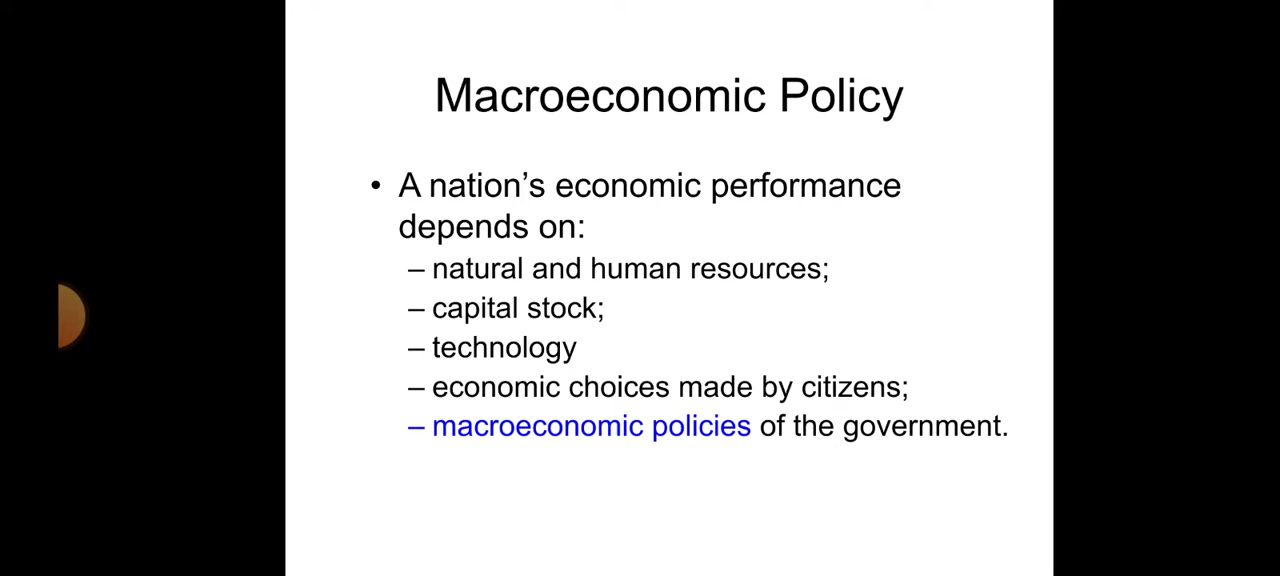 Macroeconomic Policy
• A nation’s economic performance
depends on:
– natural and human resources;
– capital stock;
– technology
– economic choices made by citizens;
– macroeconomic policies of the government.